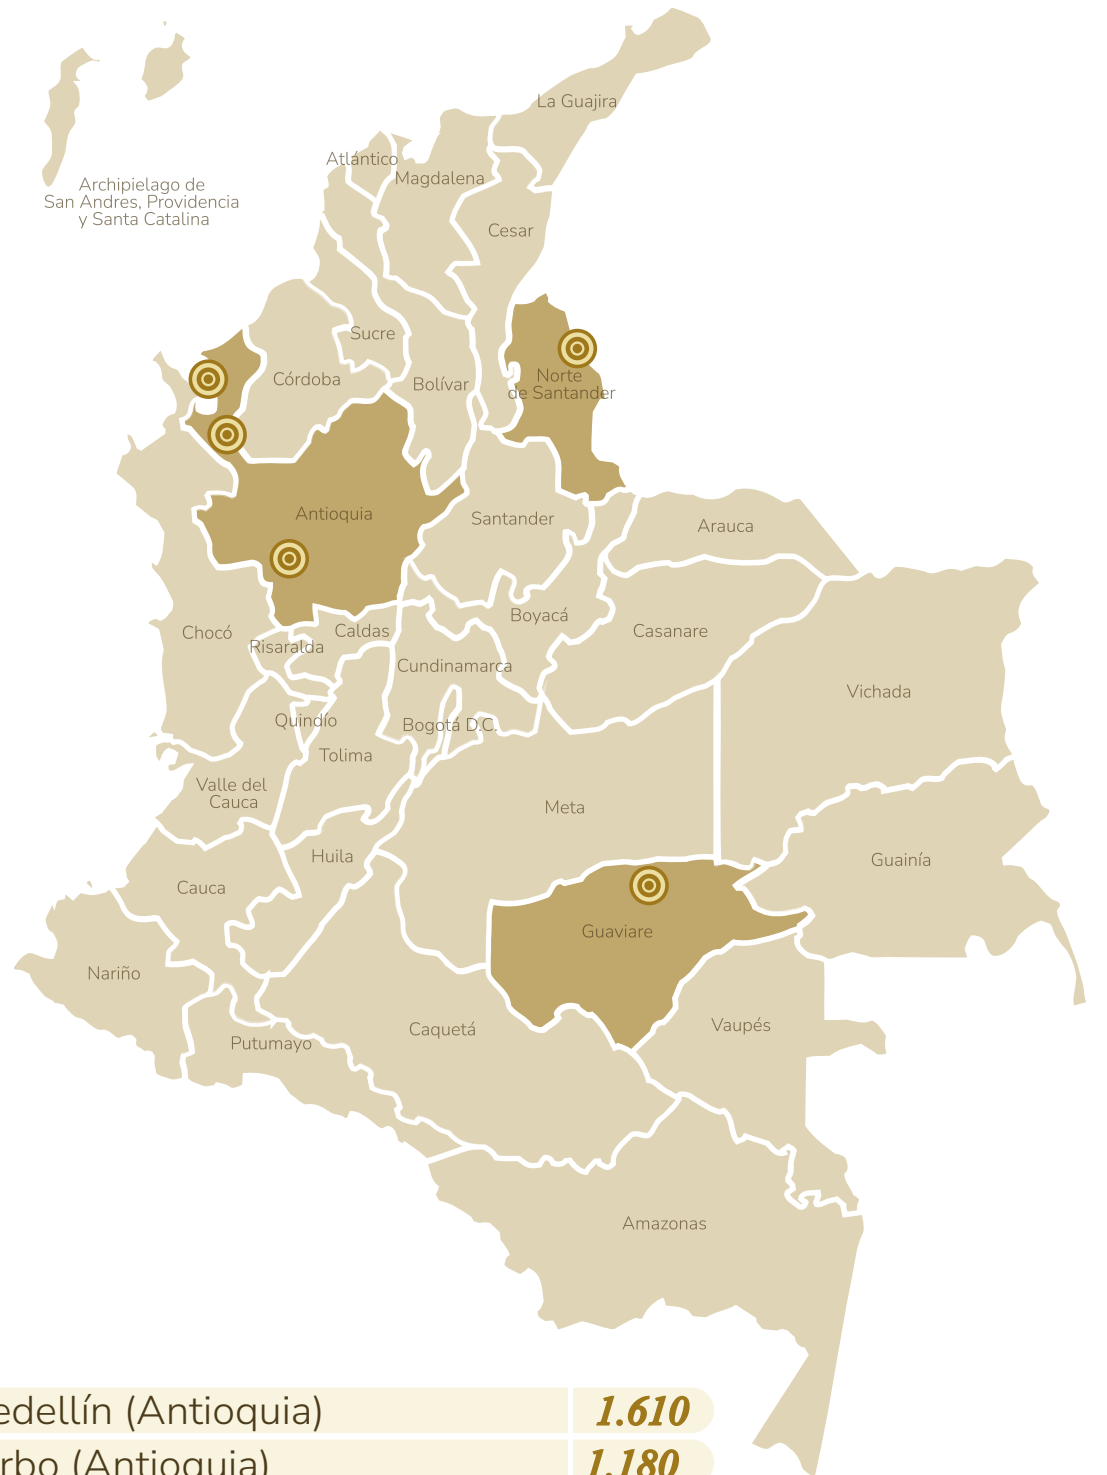 La Guajira
Atlántico
Magdalena
Archipielago de
San Andres, Providencia
y Santa Catalina
Cesar
Sucre
Córdoba
Bolívar
Norte
de Santander
Antioquia
Santander
Arauca
Boyacá
Chocó
Caldas
Casanare
Risaralda
Cundinamarca
Vichada
Quindío
Bogotá D.C.
Tolima
Valle del
Cauca
Meta
Huila
Guainía
Cauca
Guaviare
Nariño
Vaupés
Caquetá
Putumayo
Amazonas
edellín (Antioquia) 1.610
rbo (Antioquia) 1.180